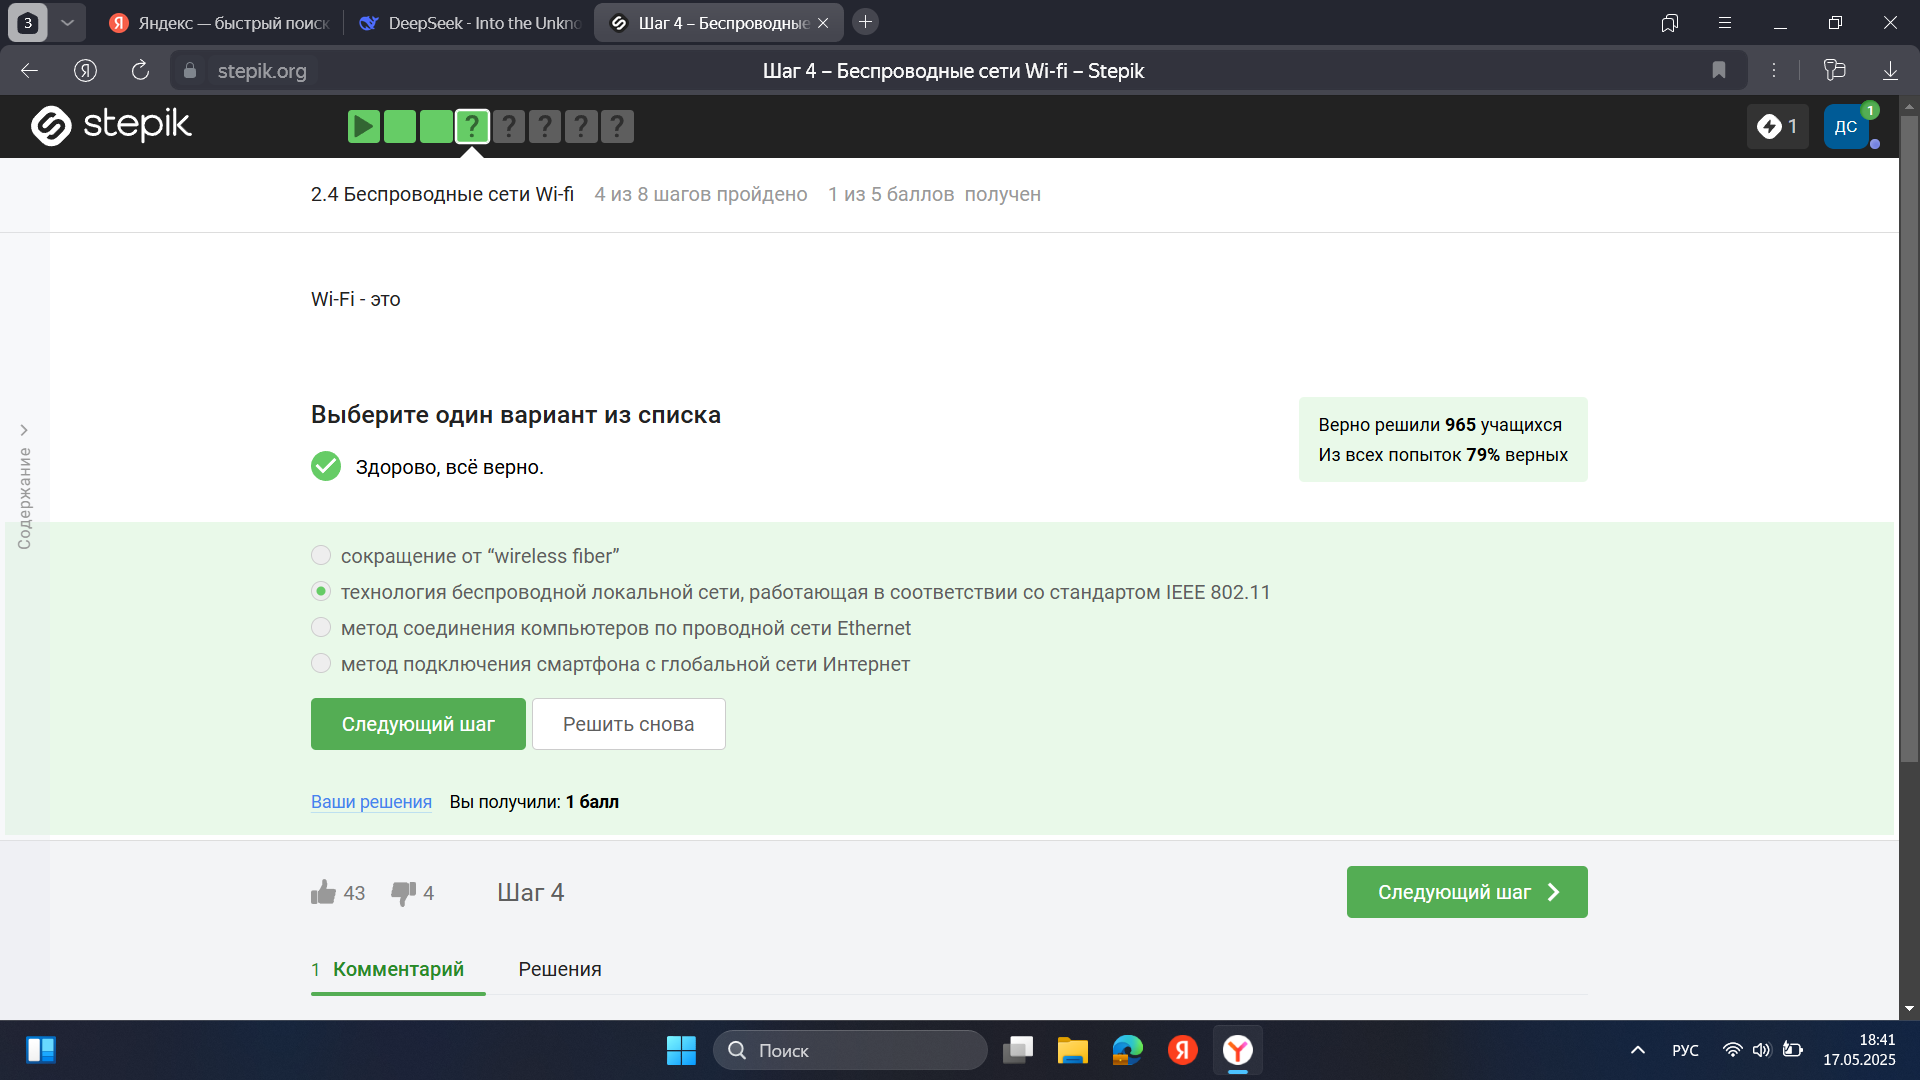 3
Яндекс — быстрый поиск
DeepSeek - Into the Unkno
Шаг 4 – Беспроводные
stepik.org
Шаг 4 – Беспроводные сети Wi-fi – Stepik
stepik
?
?
?
?
?
1
ДС
1
2.4 Беспроводные сети Wi-fi 4 из 8 шагов пройдено 1 из 5 баллов получен
Содержание
Wi-Fi - это
Выберите один вариант из списка
Здорово, всё верно.
Верно решили 965 учащихся
Из всех попыток 79% верных
сокращение от “wireless fiber”
технология беспроводной локальной сети, работающая в соответствии со стандартом IEEE 802.11
метод соединения компьютеров по проводной сети Ethernet
метод подключения смартфона с глобальной сети Интернет
Следующий шаг
Решить снова
Ваши решения Вы получили: 1 балл
43
4
Шаг 4
Следующий шаг
1 Комментарий
Решения
Поиск
РУС
18:41
17.05.2025